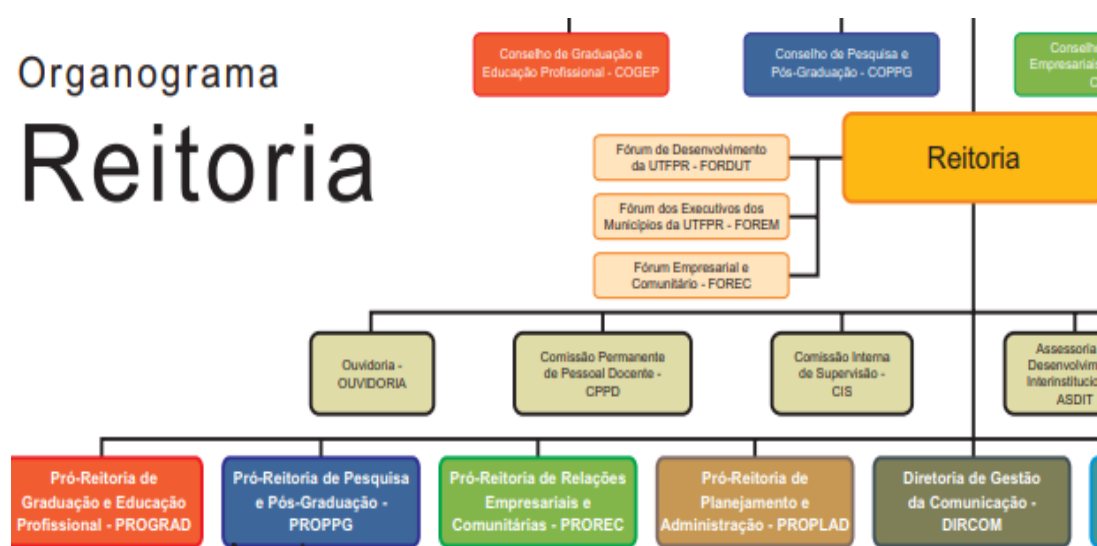 Organograma
Reitoria
Conselho de Graduação e
Educação Profissional - COGEP
Conselho de Pesquisa e
Pós-Graduação - COPPG
Conselho
Empresariais
Reitoria
Fórum de Desenvolvimento
da UTFPR - FORDUT
Fórum dos Executivos dos
Municípios da UTFPR - FOREM
Fórum Empresarial e
Comunitário - FOREC
Ouvidoria -
OUVIDORIA
Comissão Permanente
de Pessoal Docente -
CPPD
Comissão Interna
de Supervisão -
CIS
Assessoria
ASDIT
Pró-Reitoria de
Graduação e Educação
Profissional - PROGRAD
Pró-Reitoria de Pesquisa
e Pós-Graduação -
PROPPG
Pró-Reitoria de Relações
Empresariais e
Comunitárias - PROREC
Pró-Reitoria de
Planejamento e
Administração - PROPLAD
Diretoria de Gestão
da Comunicação -
DIRCOM